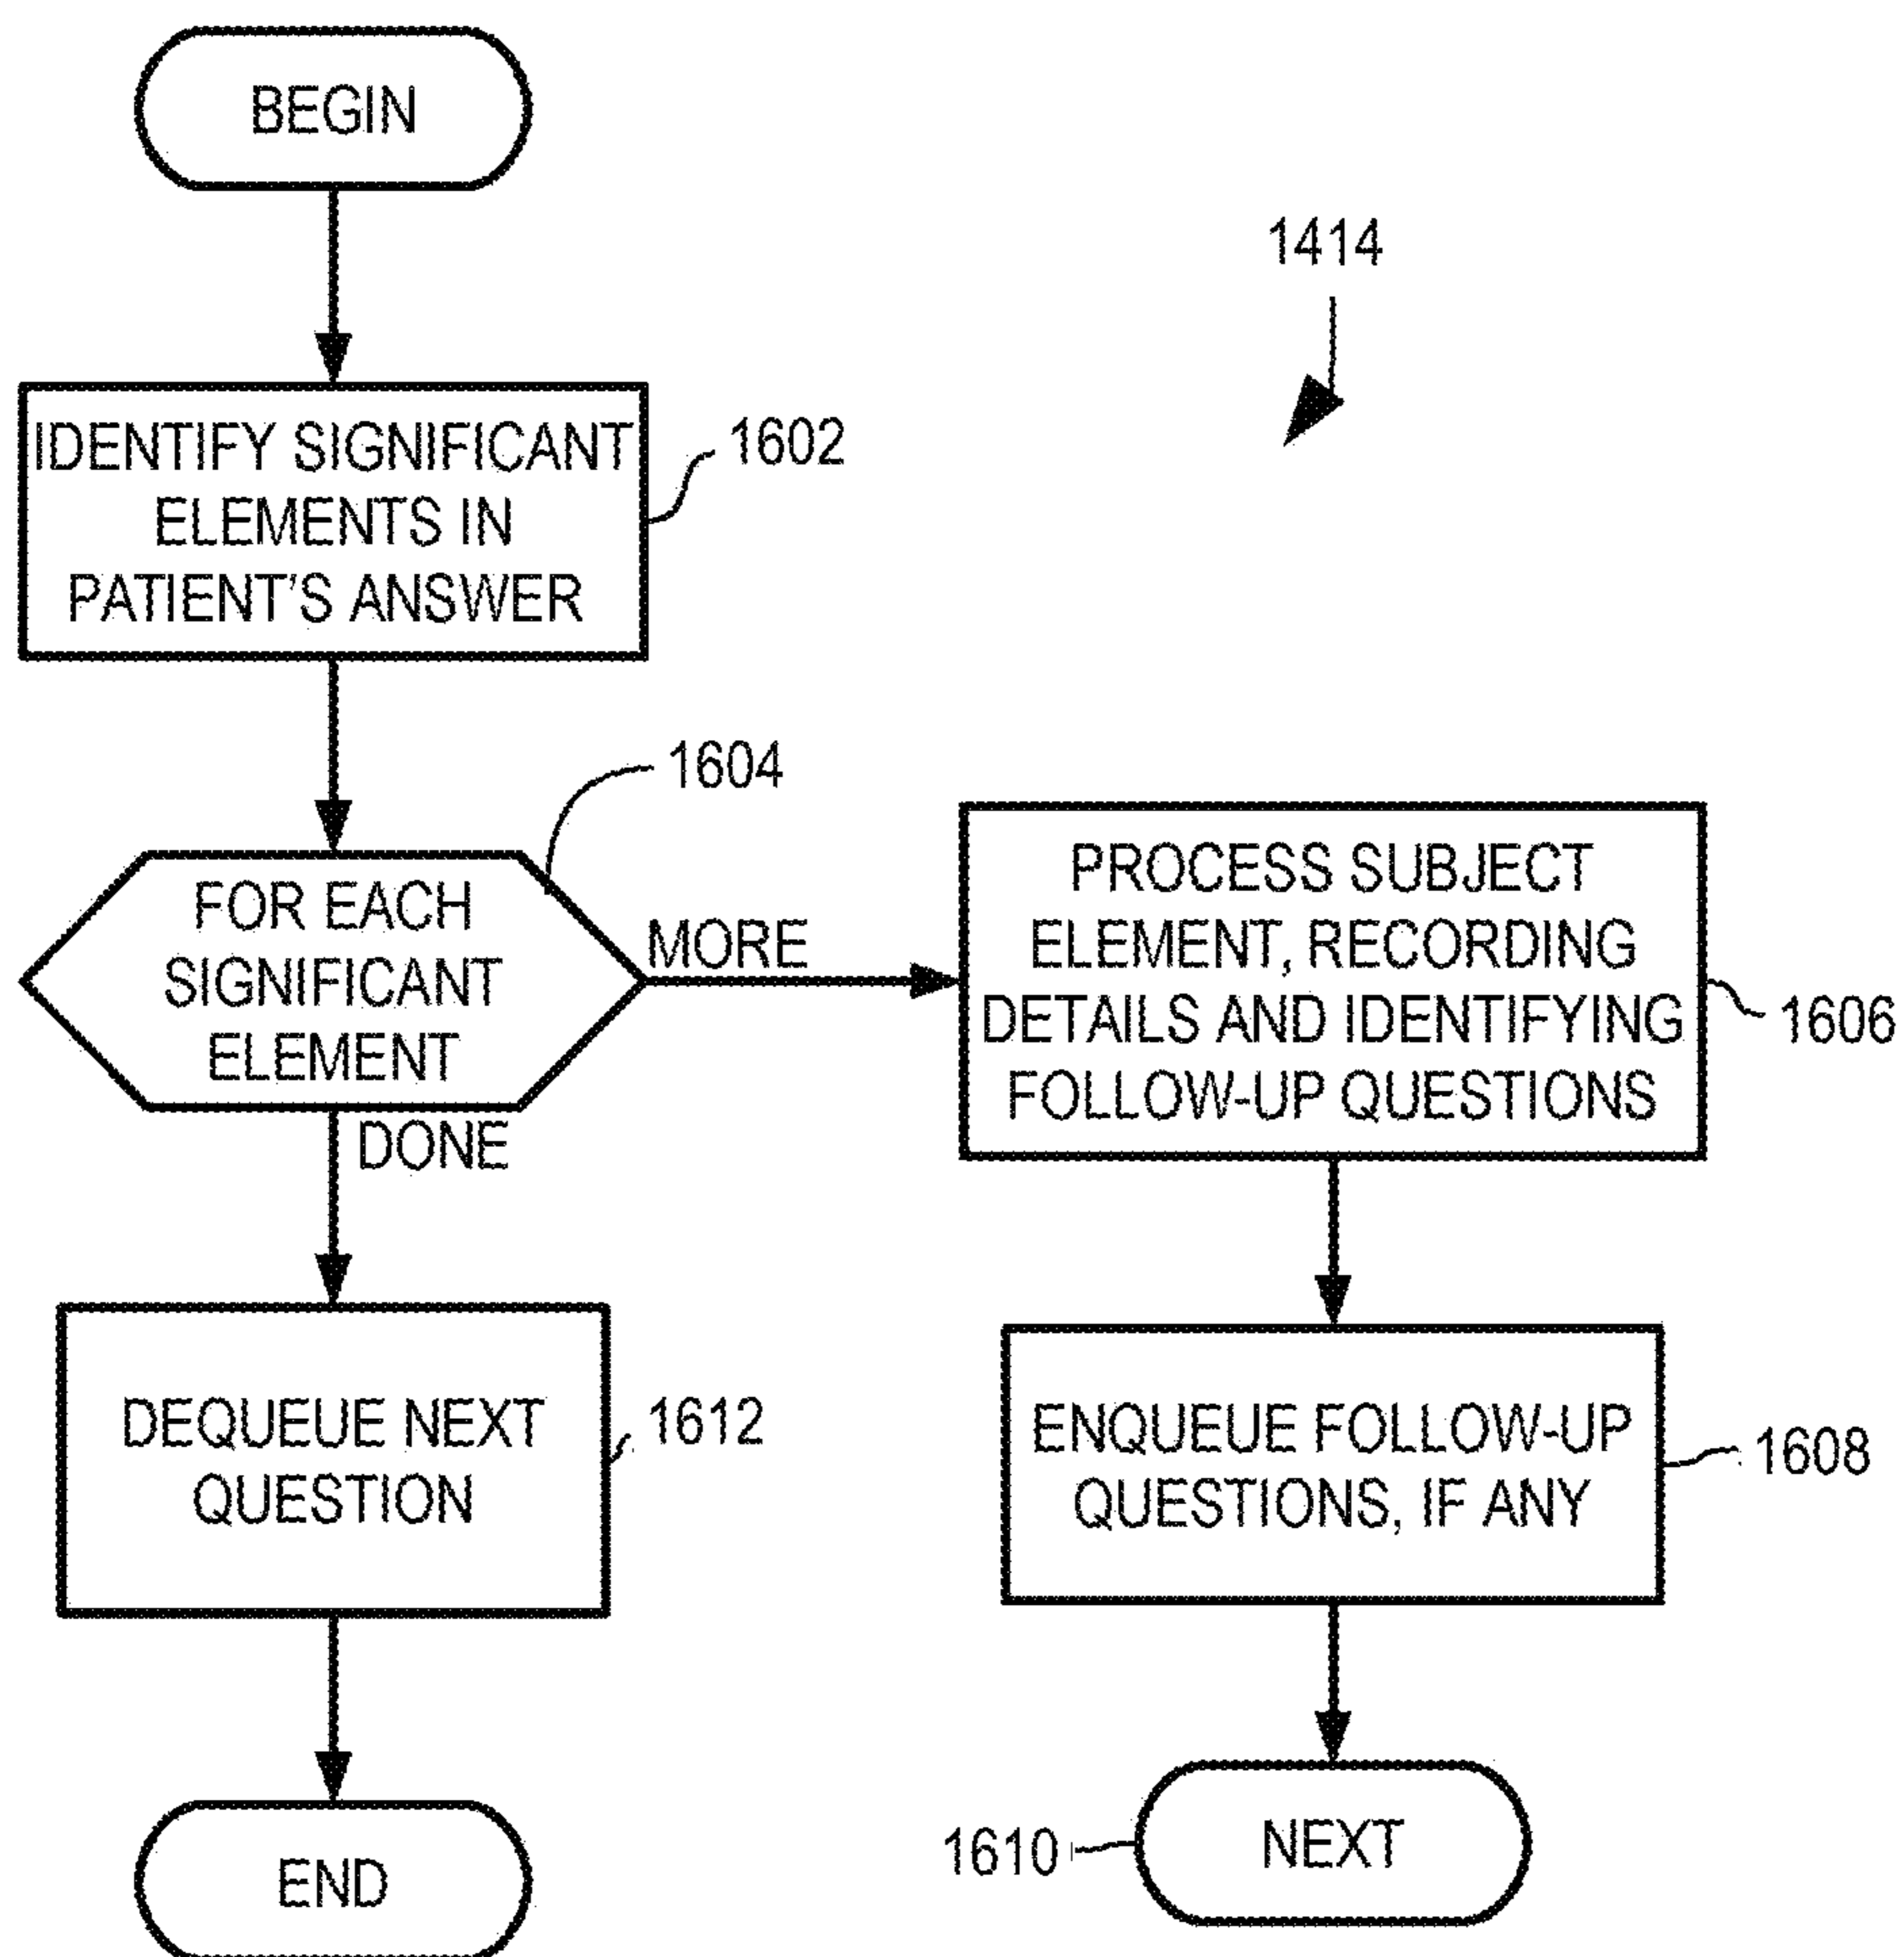 BEGIN
1414
IDENTIFY SIGNIFICANT
ELEMENTS IN
PATIENT'S ANSWER
1602
1604
FOR EACH
SIGNIFICANT
ELEMENT
MORE
DONE
PROCESS SUBJECT
ELEMENT, RECORDING
DETAILS AND IDENTIFYING
FOLLOW-UP QUESTIONS
1606
DEQUEUE NEXT
QUESTION
1612
ENQUEUE FOLLOW-UP
QUESTIONS, IF ANY
1608
END
1610
NEXT